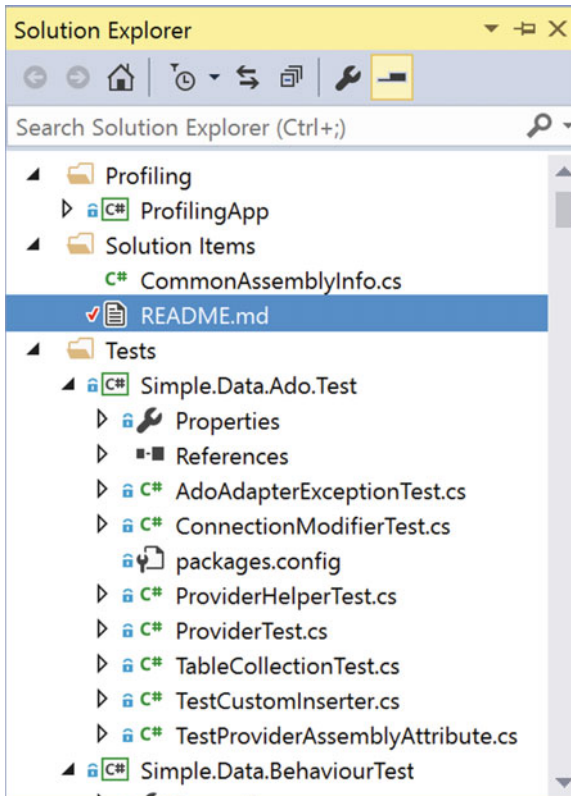 Solution Explorer
Search Solution Explorer (Ctrl+;)
Profiling
C# ProfilingApp
Solution Items
C# CommonAssemblyInfo.cs
README.md
Tests
C# Simple.Data.Ado.Test
Properties
References
C# AdoAdapterExceptionTest.cs
C# ConnectionModifierTest.cs
packages.config
C# ProviderHelperTest.cs
C# ProviderTest.cs
C# TableCollectionTest.cs
C# TestCustomInserter.cs
C# TestProviderAssemblyAttribute.cs
C# Simple.Data.BehaviourTest